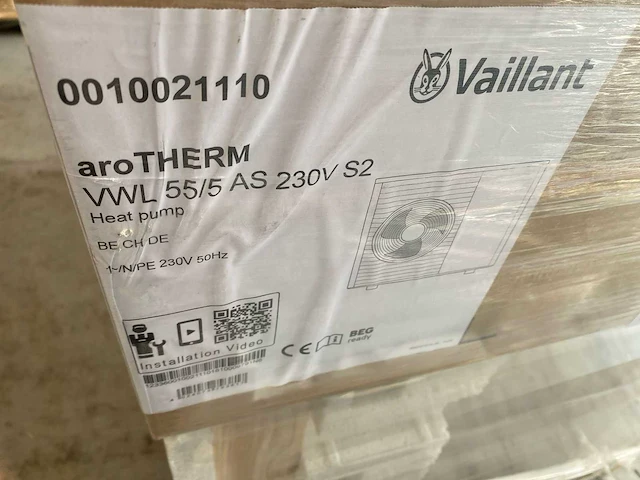 0010021110
Vaillant
aroTHERM
VWL 55/5 AS 230V S2
Heat pump
BE CH DE
1~/N/PE 230V 50Hz
Installation Video
CE
BEG
ready